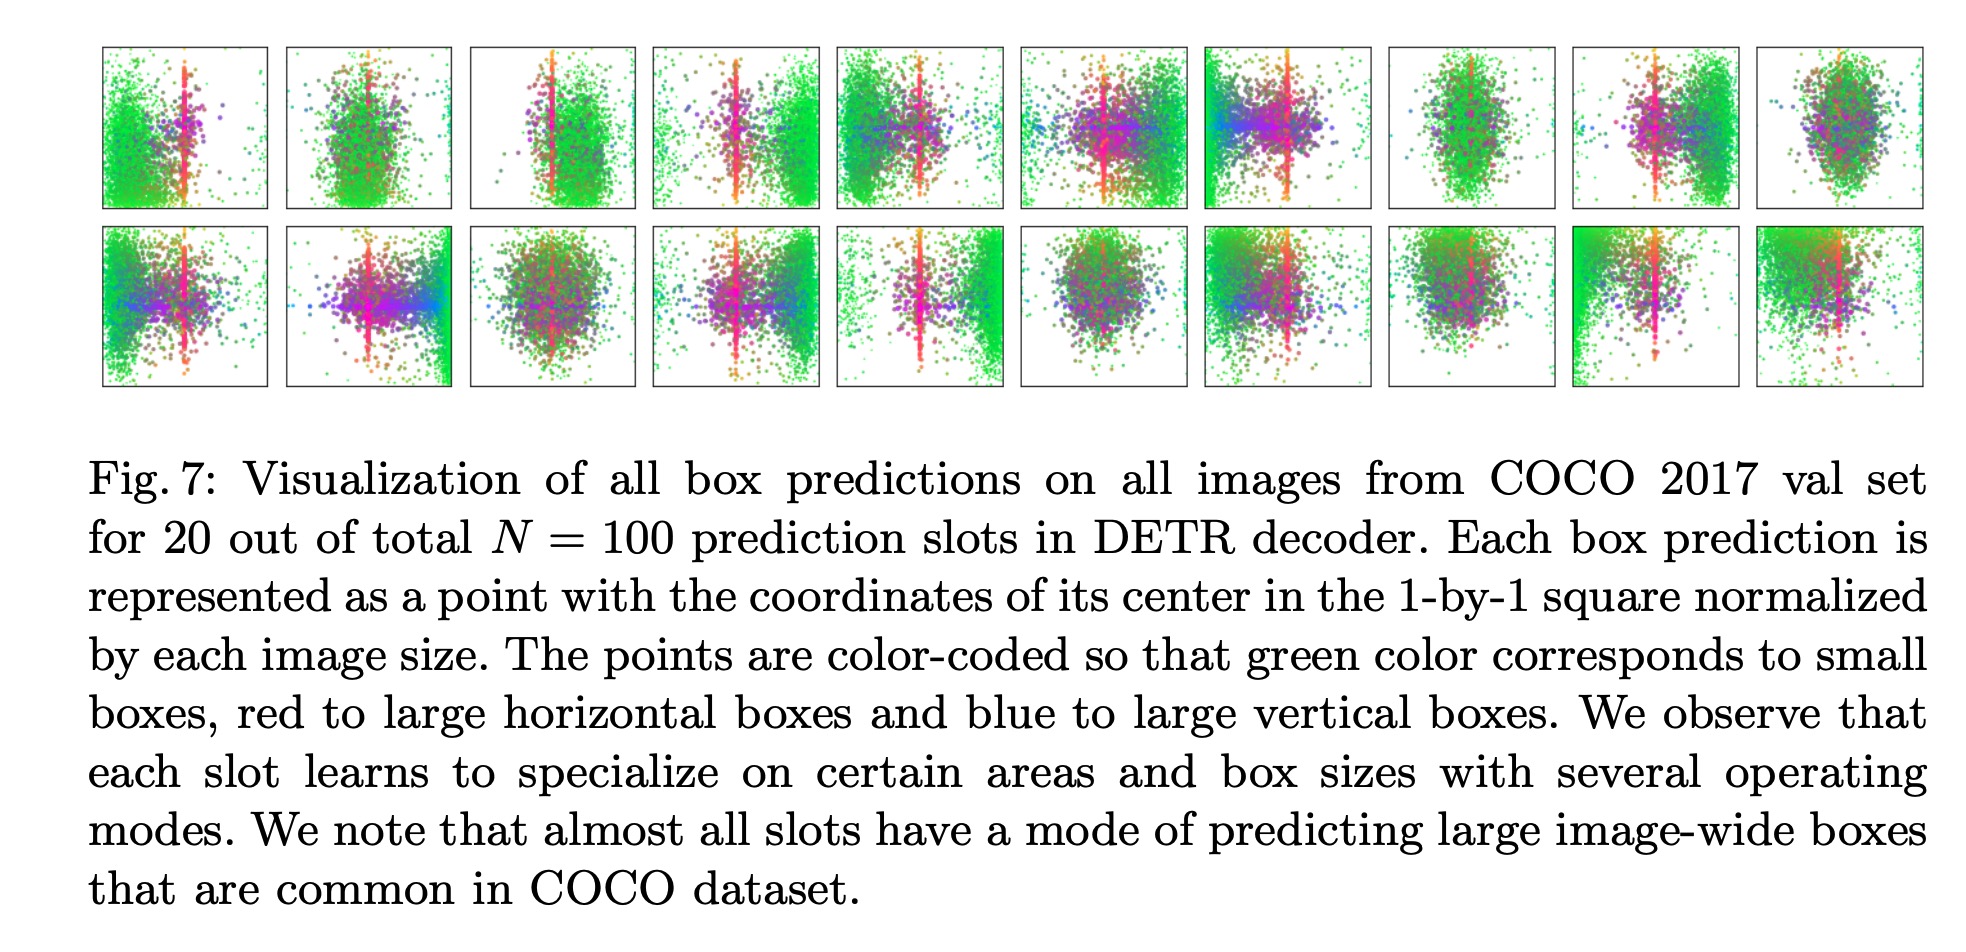 Fig. 7: Visualization of all box predictions on all images from COCO 2017 val set
for 20 out of total N = 100 prediction slots in DETR decoder. Each box prediction is
represented as a point with the coordinates of its center in the 1-by-1 square normalized
by each image size. The points are color-coded so that green color corresponds to small
boxes, red to large horizontal boxes and blue to large vertical boxes. We observe that
each slot learns to specialize on certain areas and box sizes with several operating
modes. We note that almost all slots have a mode of predicting large image-wide boxes
that are common in COCO dataset.